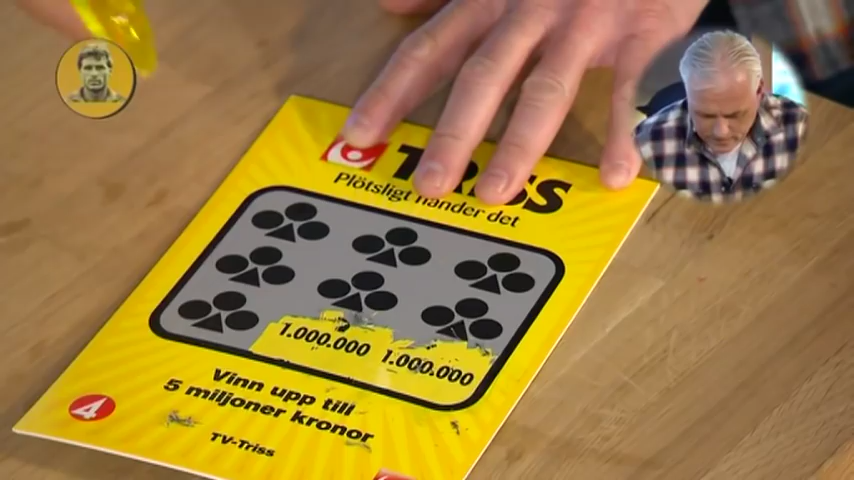 TRISS
Plötsligt händer det
1.000.000 1.000.000
Vinn upp till
5 miljoner kronor
TV-Triss
4